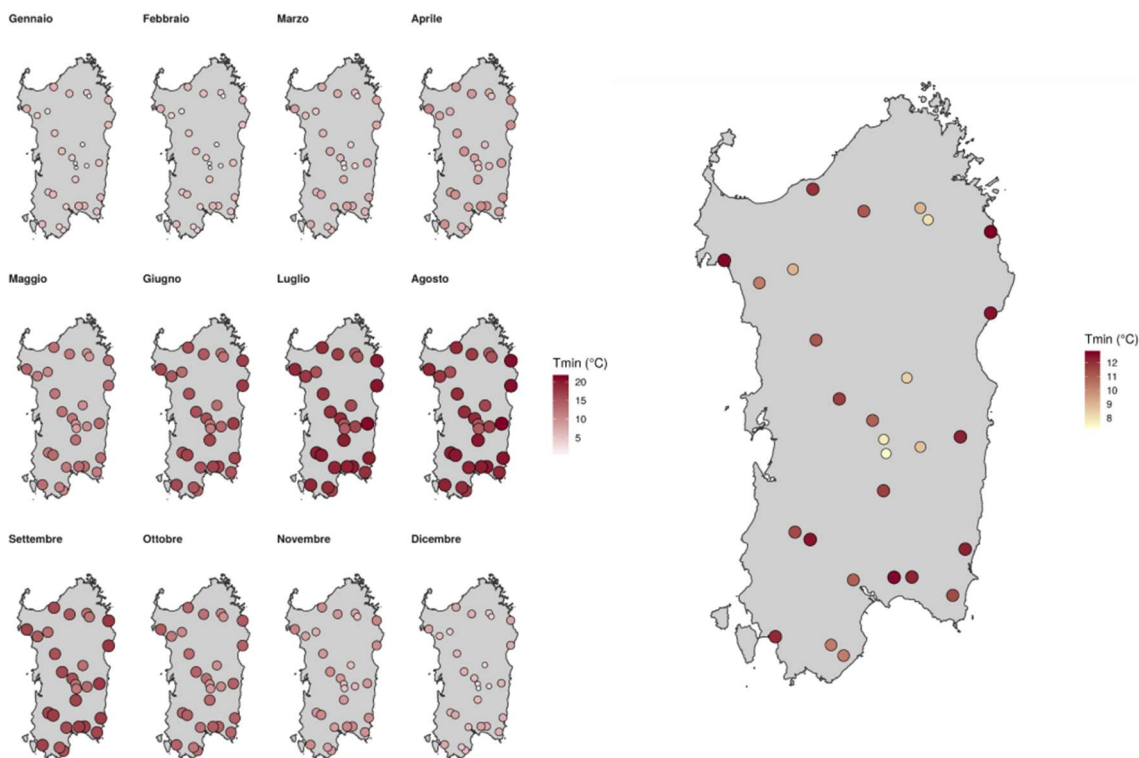 Gennaio Febbraio Marzo Aprile
Maggio Giugno Luglio Agosto
Tmin (°C)
20
15
10
5
Settembre Ottobre Novembre Dicembre
Tmin (°C)
12
11
10
9
8